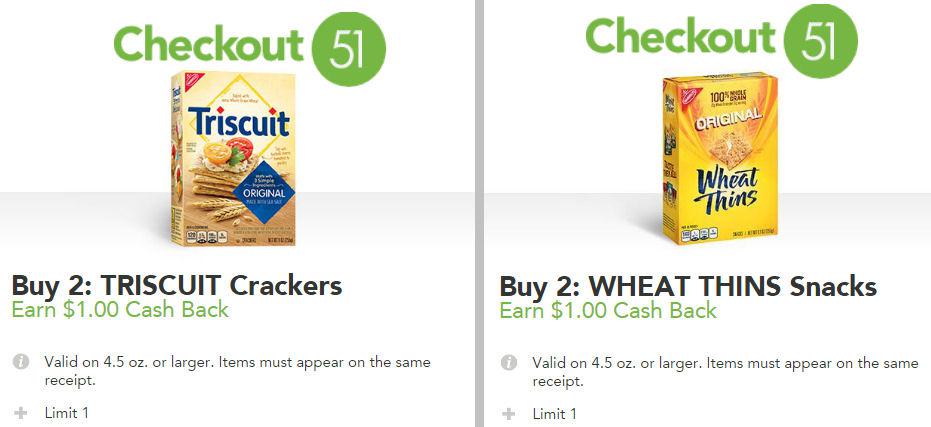 Checkout 51
Triscuit
ORIGINAL
Buy 2: TRISCUIT Crackers
Earn $1.00 Cash Back
Valid on 4.5 oz. or larger. Items must appear on the same
receipt.
Limit 1
Checkout 51
100% WHOLE
GRAIN
ORIGINAL
Wheat
Thins
Buy 2: WHEAT THINS Snacks
Earn $1.00 Cash Back
Valid on 4.5 oz. or larger. Items must appear on the same
receipt.
Limit 1